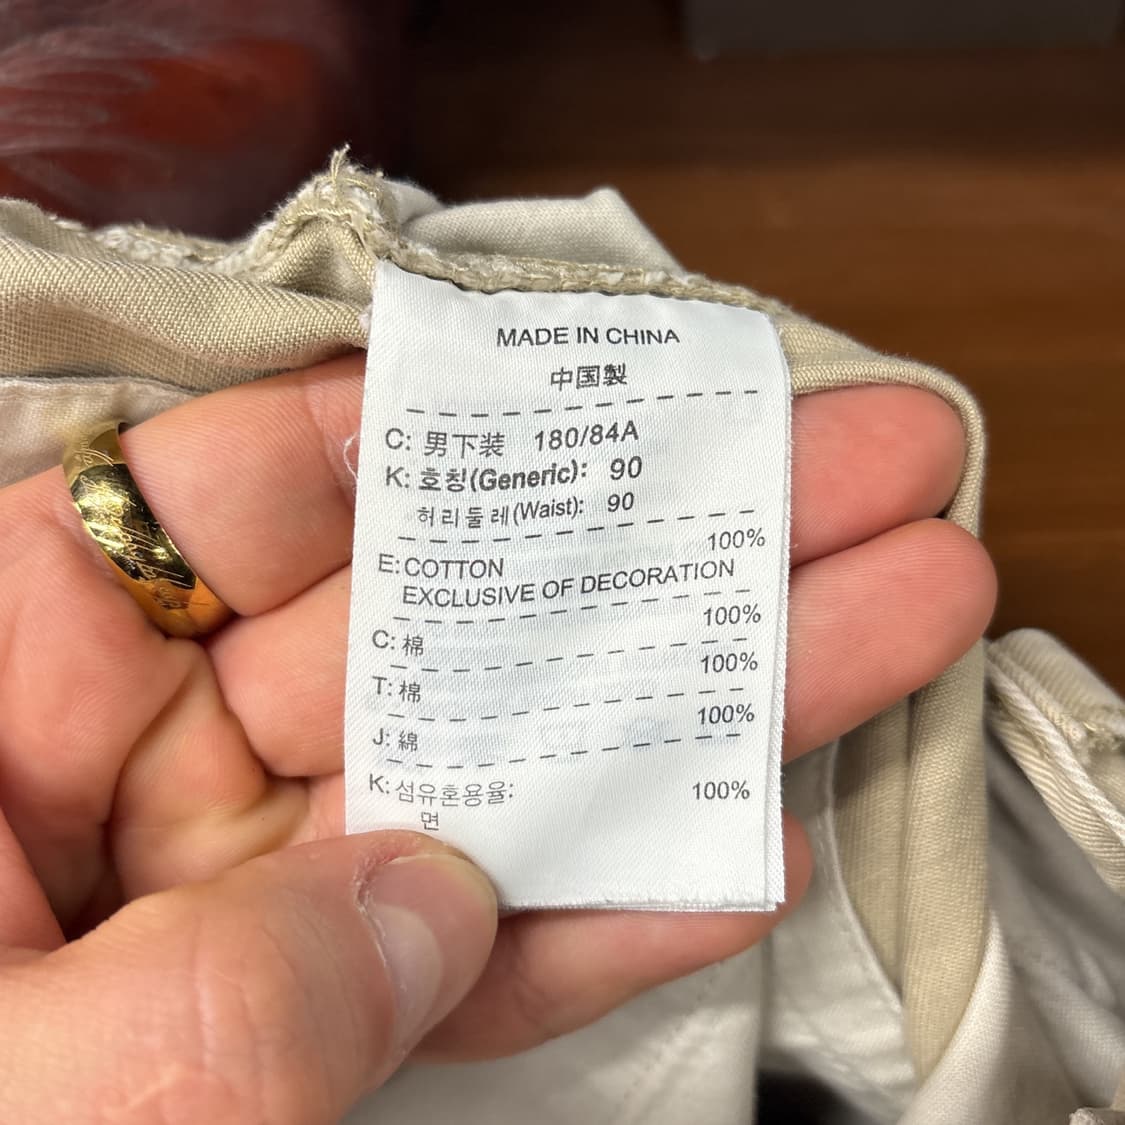 MADE IN CHINA
中国製
C: 男下装 180/84A
K: 호칭(Generic): 90
허리둘레(Waist): 90
100%
E:COTTON
EXCLUSIVE OF DECORATION
100%
C: 棉
100%
T: 棉
100%
J: 綿
K: 섬유혼용율: 100%
면